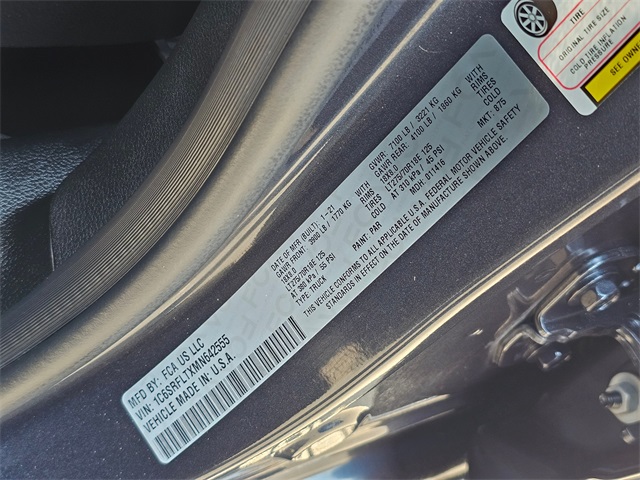 MFD BY: FCA US LLC
VIN: 1C6SRFLTXMN642555
VEHICLE MADE IN: U.S.A.
DATE OF MFR (BUILT): 1-21
GAWR FRONT: 3900 LB / 1770 KG WITH
18X8.0 RIMS
LT275/70R18E 125 TIRES
AT 380 kPa / 55 PSI COLD
TYPE: TRUCK
GVWR: 7100 LB / 3221 KG
GAWR REAR: 4100 LB / 1860 KG WITH
18X8.0 RIMS
LT275/70R18E 125 TIRES
AT 310 kPa / 45 PSI COLD
MDH: 011416
MKT: 875
PAINT: PAR
THIS VEHICLE CONFORMS TO ALL APPLICABLE U.S.A. FEDERAL MOTOR VEHICLE SAFETY
STANDARDS IN EFFECT ON THE DATE OF MANUFACTURE SHOWN ABOVE
TIRE
ORIGINAL TIRE SIZE
COLD TIRE INFLATION
PRESSURE
SEE OWNE